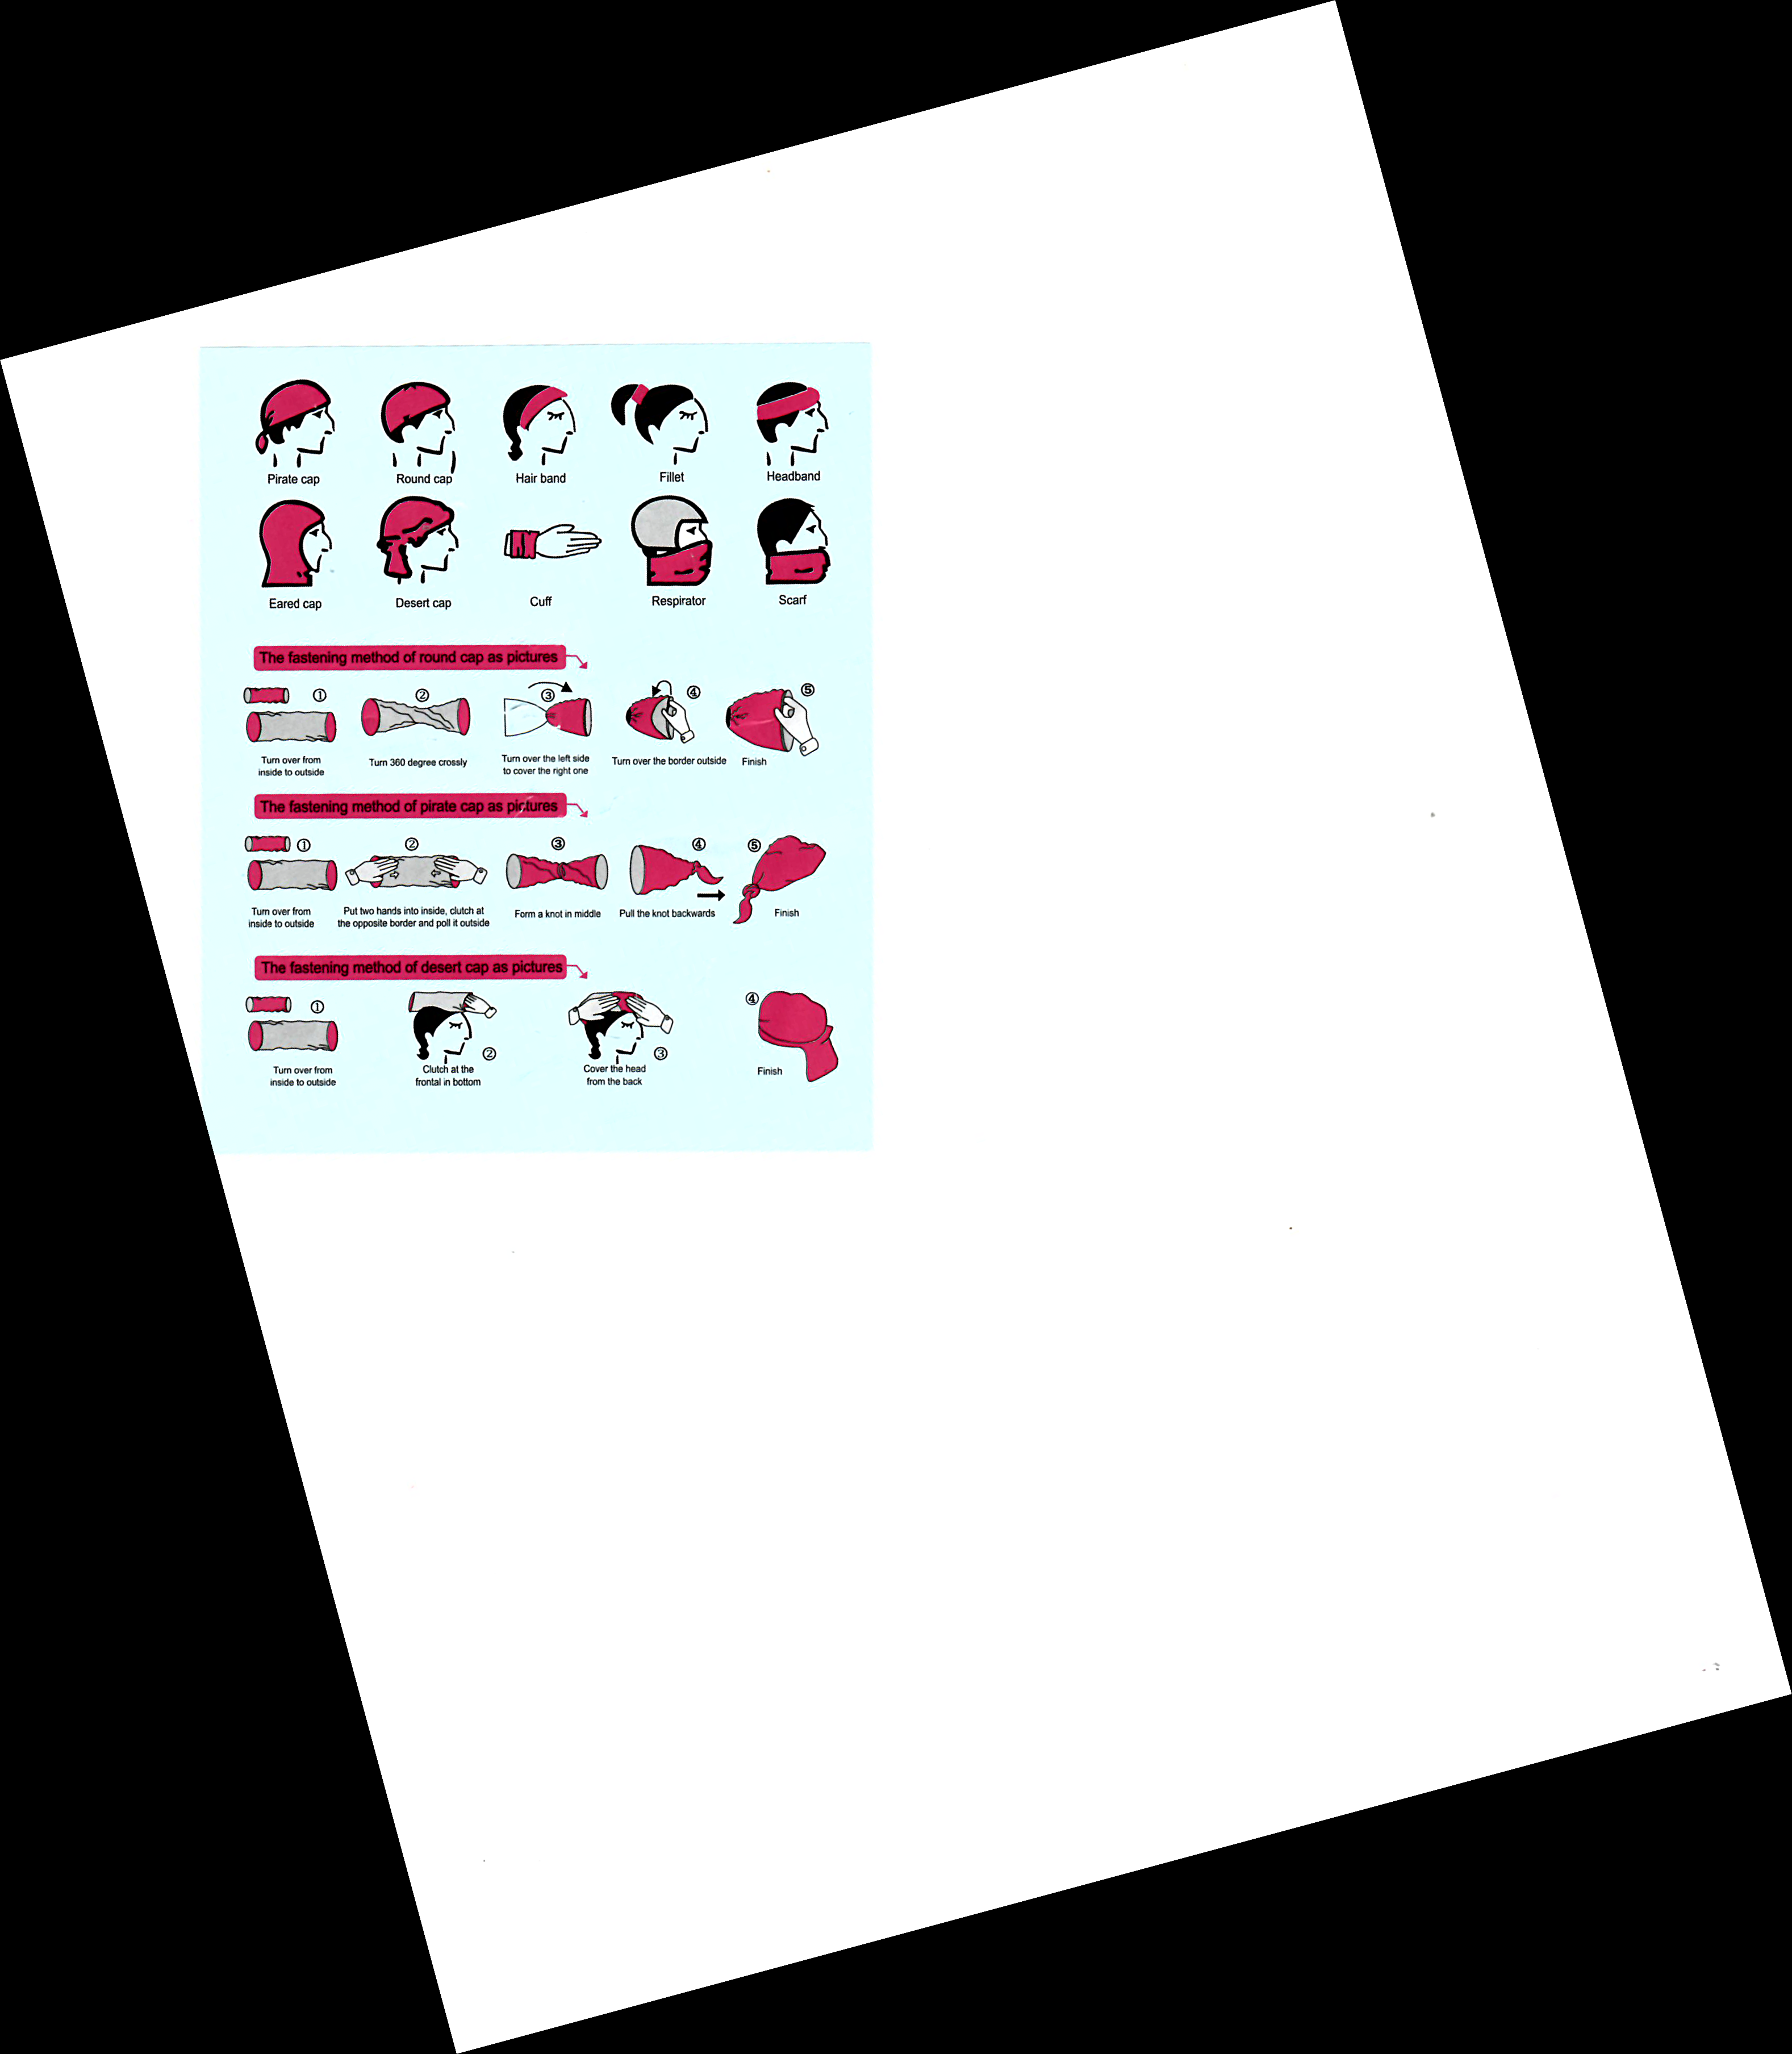 Pirate cap Round cap Hair band Fillet Headband
Eared cap Desert cap Cuff Respirator Scarf
The fastening method of round cap as pictures
① ② ③ ④ ⑤
Turn over from
inside to outside
Turn 360 degree crossly
Turn over the left side
to cover the right one
Turn over the border outside
Finish
The fastening method of pirate cap as pictures
① ② ③ ④ ⑤
Turn over from
inside to outside
Put two hands into inside, clutch at
the opposite border and poll it outside
Form a knot in middle
Pull the knot backwards
Finish
The fastening method of desert cap as pictures
① ② ③ ④
Turn over from
inside to outside
Clutch at the
frontal in bottom
Cover the head
from the back
Finish